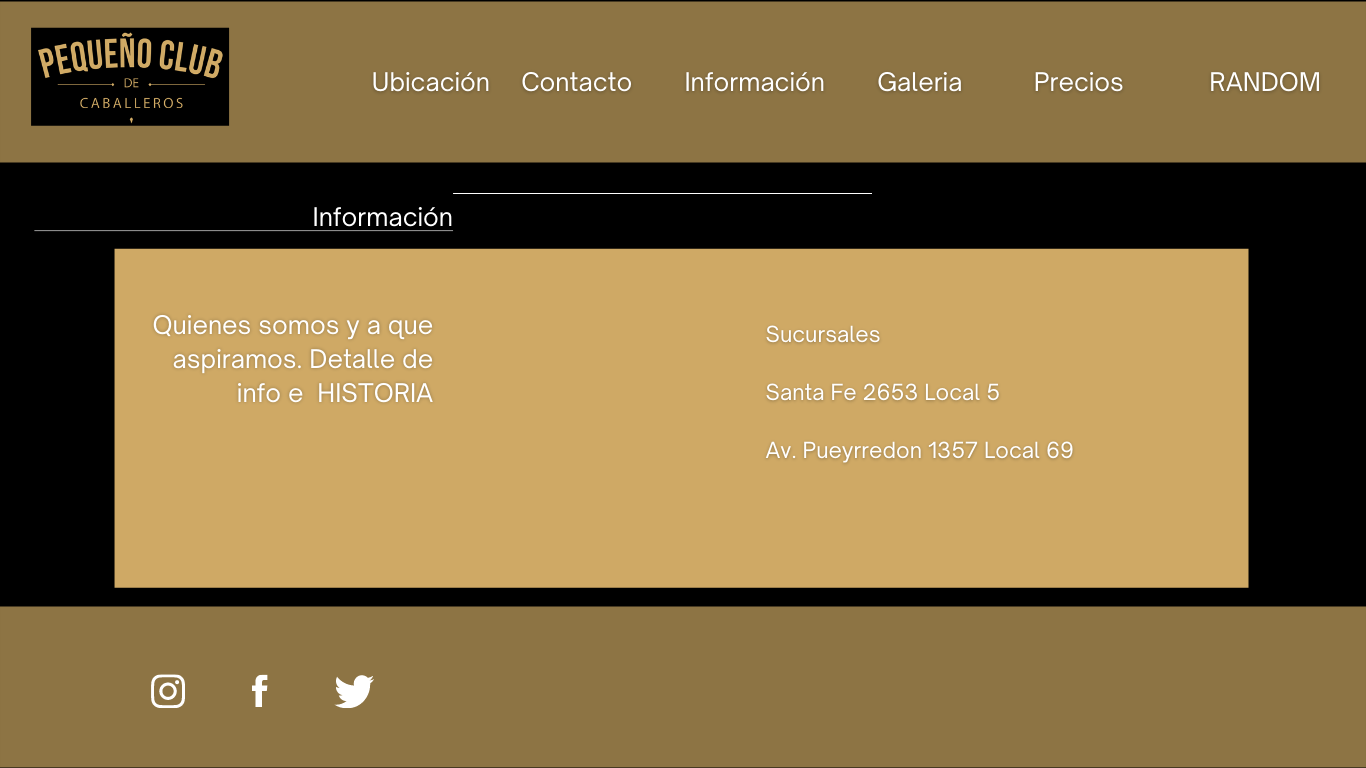 PEQUEÑO CLUB
DE
CABALLEROS
Ubicación Contacto Información Galeria Precios RANDOM
Información
Quienes somos y a que
aspiramos. Detalle de
info e HISTORIA
Sucursales
Santa Fe 2653 Local 5
Av. Pueyrredon 1357 Local 69